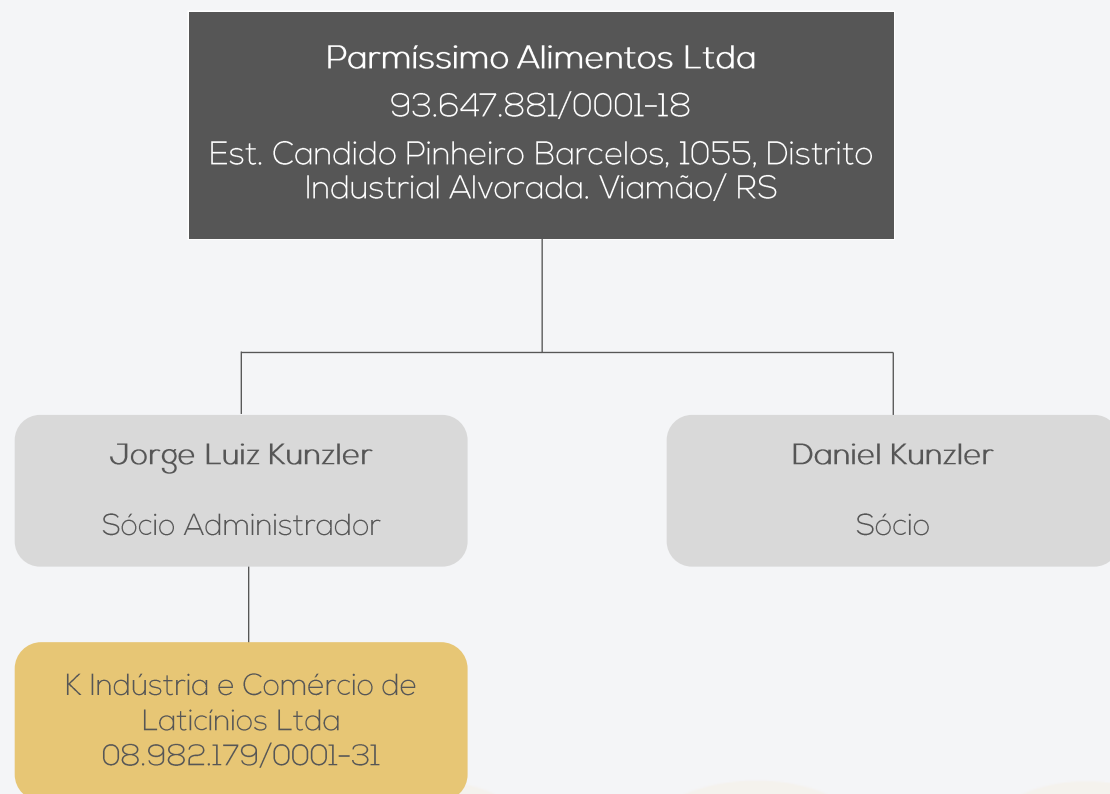 Parmíssimo Alimentos Ltda
93.647.881/0001-18
Est. Candido Pinheiro Barcelos, 1055, Distrito
Industrial Alvorada. Viamão/ RS
Jorge Luiz Kunzler
Sócio Administrador
Daniel Kunzler
Sócio
K Indústria e Comércio de
Laticínios Ltda
08.982.179/0001-31